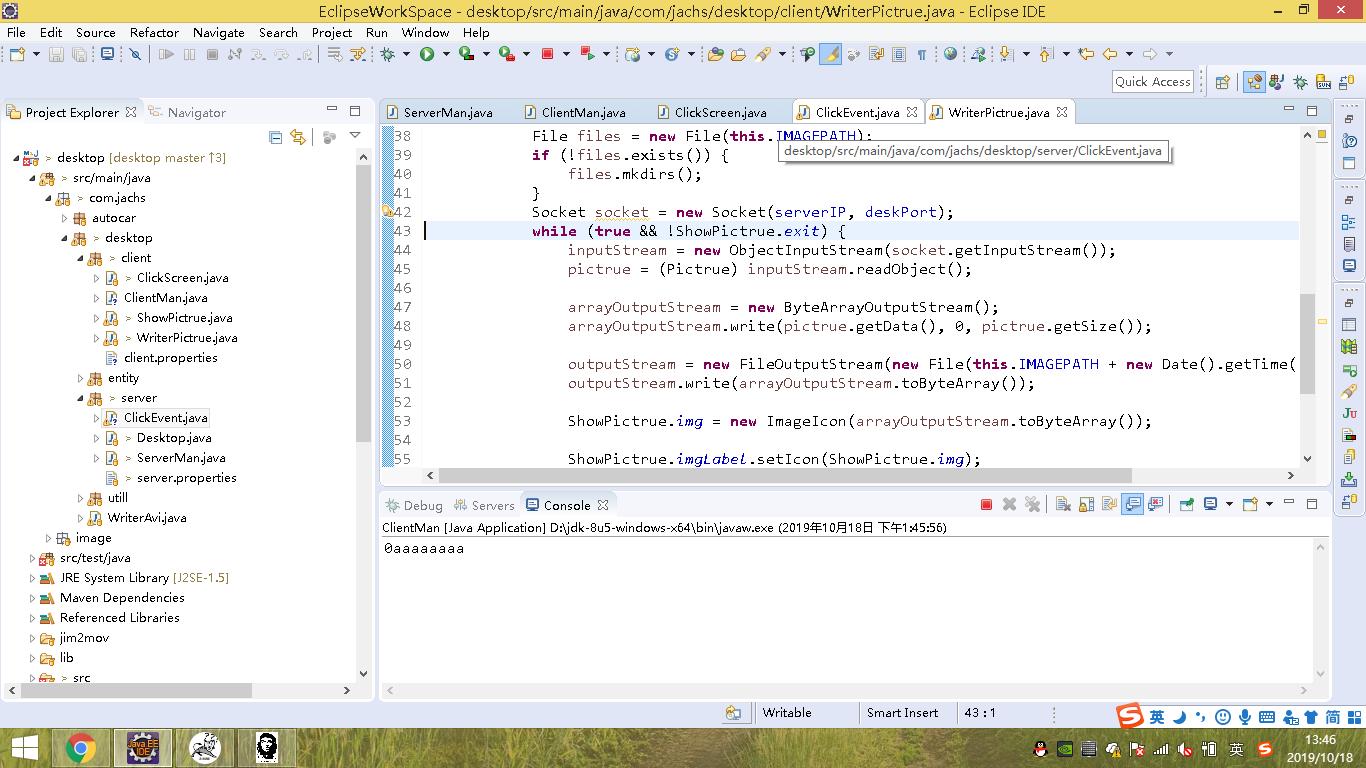 EclipseWorkSpace - desktop/src/main/java/com/jachs/desktop/client/WriterPictrue.java - Eclipse IDE
File Edit Source Refactor Navigate Search Project Run Window Help
Quick Access
Project Explorer Navigator
desktop [desktop master ↑3]
src/main/java
com.jachs
autocar
desktop
client
ClickScreen.java
ClientMan.java
ShowPictrue.java
WriterPictrue.java
client.properties
entity
server
ClickEvent.java
Desktop.java
ServerMan.java
server.properties
utill
WriterAvi.java
image
src/test/java
JRE System Library [J2SE-1.5]
Maven Dependencies
Referenced Libraries
jim2mov
lib
src
ServerMan.java ClientMan.java ClickScreen.java ClickEvent.java WriterPictrue.java
38 File files = new File(this.IMAGEPATH);
desktop/src/main/java/com/jachs/desktop/server/ClickEvent.java
39 if (!files.exists()) {
40 files.mkdirs();
41 }
42 Socket socket = new Socket(serverIP, deskPort);
43 while (true && !ShowPictrue.exit) {
44 inputStream = new ObjectInputStream(socket.getInputStream());
45 pictrue = (Pictrue) inputStream.readObject();
46
47 arrayOutputStream = new ByteArrayOutputStream();
48 arrayOutputStream.write(pictrue.getData(), 0, pictrue.getSize());
49
50 outputStream = new FileOutputStream(new File(this.IMAGEPATH + new Date().getTime(
51 outputStream.write(arrayOutputStream.toByteArray());
52
53 ShowPictrue.img = new ImageIcon(arrayOutputStream.toByteArray());
54
55 ShowPictrue.imgLabel.setIcon(ShowPictrue.img);
Debug Servers Console
ClientMan [Java Application] D:\jdk-8u5-windows-x64\bin\javaw.exe (2019年10月18日 下午1:45:56)
0aaaaaaaa
Writable Smart Insert 43 : 1
英 简
Java EE
IDE
英
13:46
2019/10/18